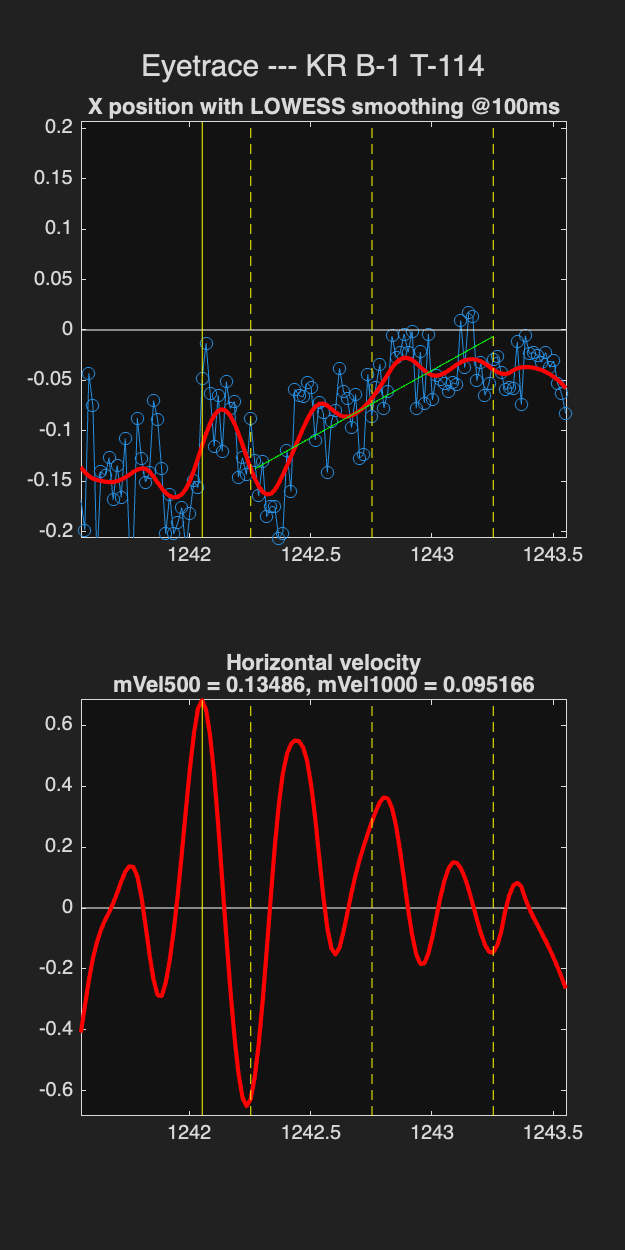 Eyetrace --- KR B-1 T-114
X position with LOWESS smoothing @100ms
0.2
0.15
0.1
0.05
0
-0.05
-0.1
-0.15
-0.2
1242 1242.5 1243 1243.5
Horizontal velocity
mVel500 = 0.13486, mVel1000 = 0.095166
0.6
0.4
0.2
0
-0.2
-0.4
-0.6
1242 1242.5 1243 1243.5